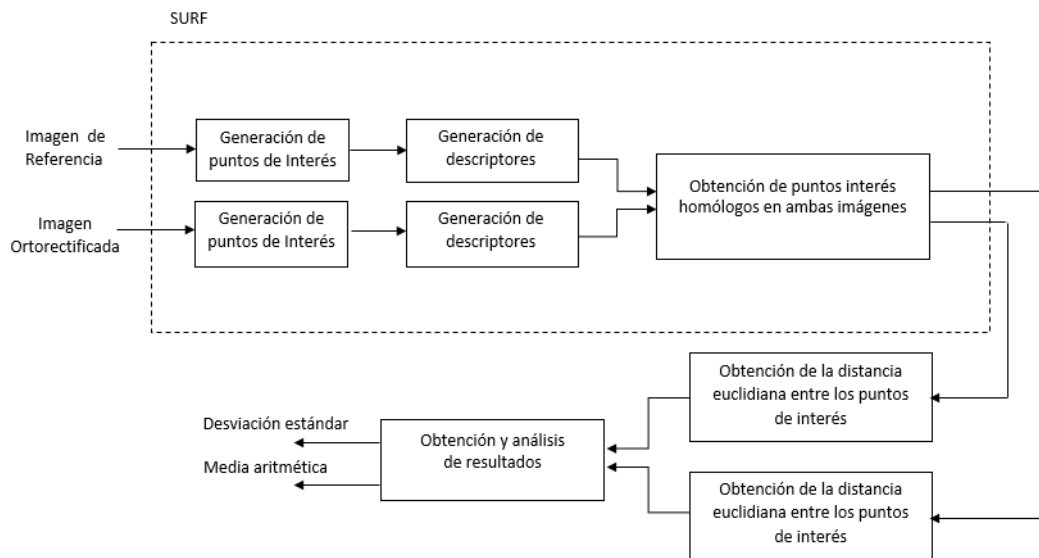 SURF
Imagen de
Referencia
Generación de
puntos de Interés
Generación de
descriptores
Obtención de puntos interés
homólogos en ambas imágenes
Imagen
Ortorectificada
Generación de
puntos de Interés
Generación de
descriptores
Obtención de la distancia
euclidiana entre los puntos
de interés
Desviación estándar
Media aritmética
Obtención y análisis
de resultados
Obtención de la distancia
euclidiana entre los puntos
de interés